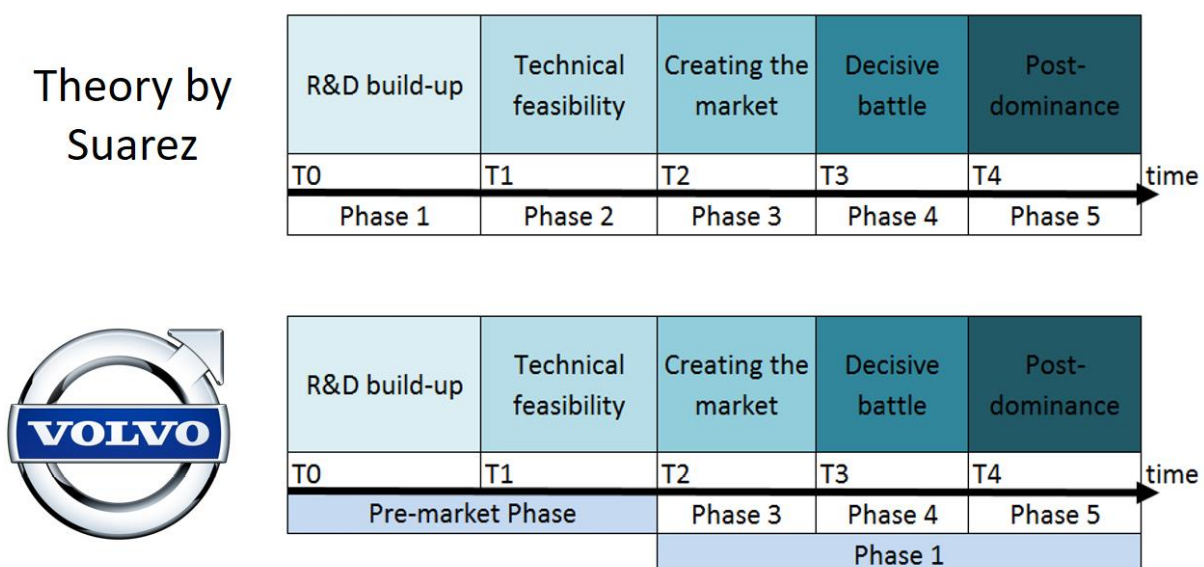 Theory by
Suarez
R&D build-up
Technical
feasibility
Creating the
market
Decisive
battle
Post-
dominance
T0
T1
T2
T3
T4
time
Phase 1
Phase 2
Phase 3
Phase 4
Phase 5
VOLVO
R&D build-up
Technical
feasibility
Creating the
market
Decisive
battle
Post-
dominance
T0
T1
T2
T3
T4
time
Pre-market Phase
Phase 3
Phase 4
Phase 5
Phase 1